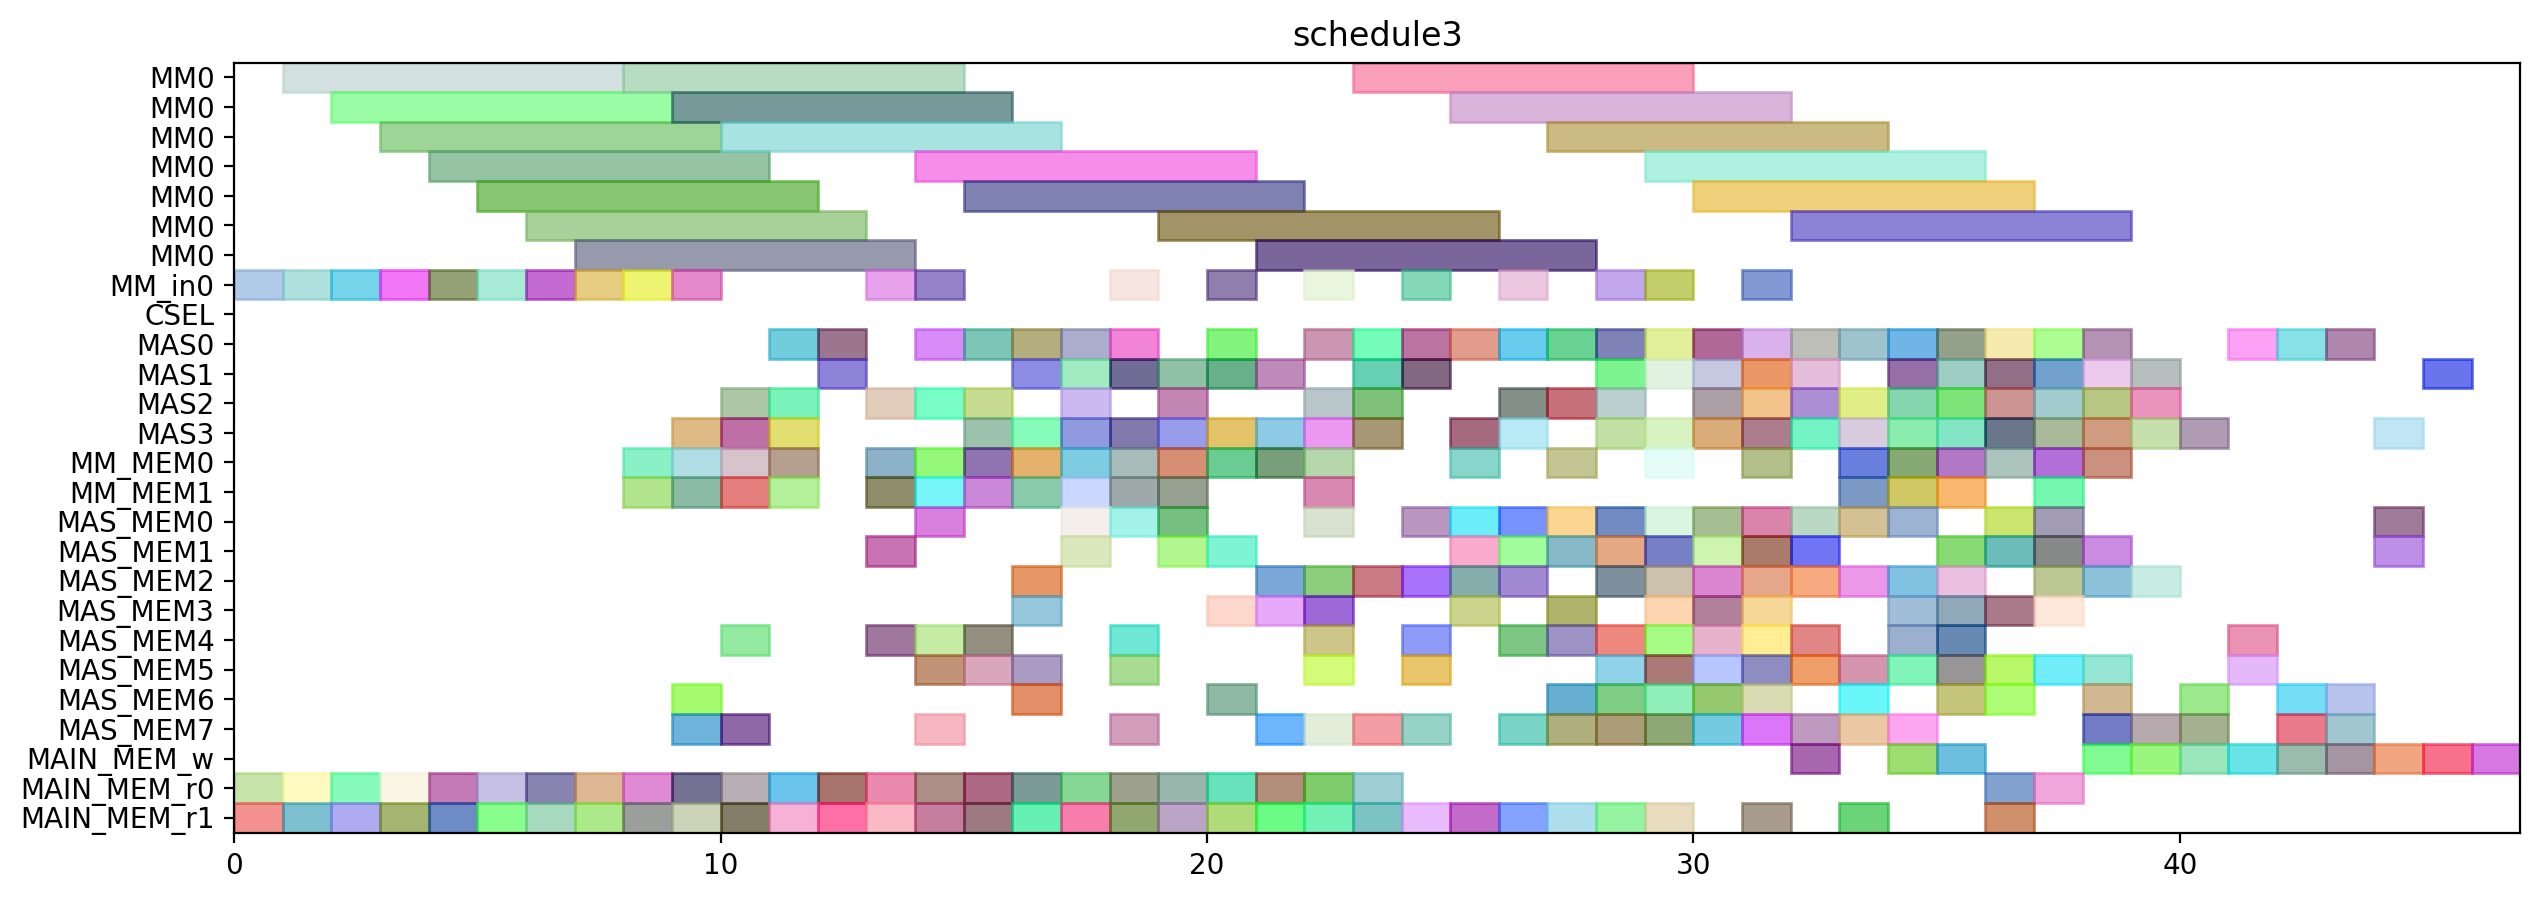 schedule3
MM0
MM0
MM0
MM0
MM0
MM0
MM0
MM_in0
CSEL
MAS0
MAS1
MAS2
MAS3
MM_MEM0
MM_MEM1
MAS_MEM0
MAS_MEM1
MAS_MEM2
MAS_MEM3
MAS_MEM4
MAS_MEM5
MAS_MEM6
MAS_MEM7
MAIN_MEM_w
MAIN_MEM_r0
MAIN_MEM_r1
0 10 20 30 40